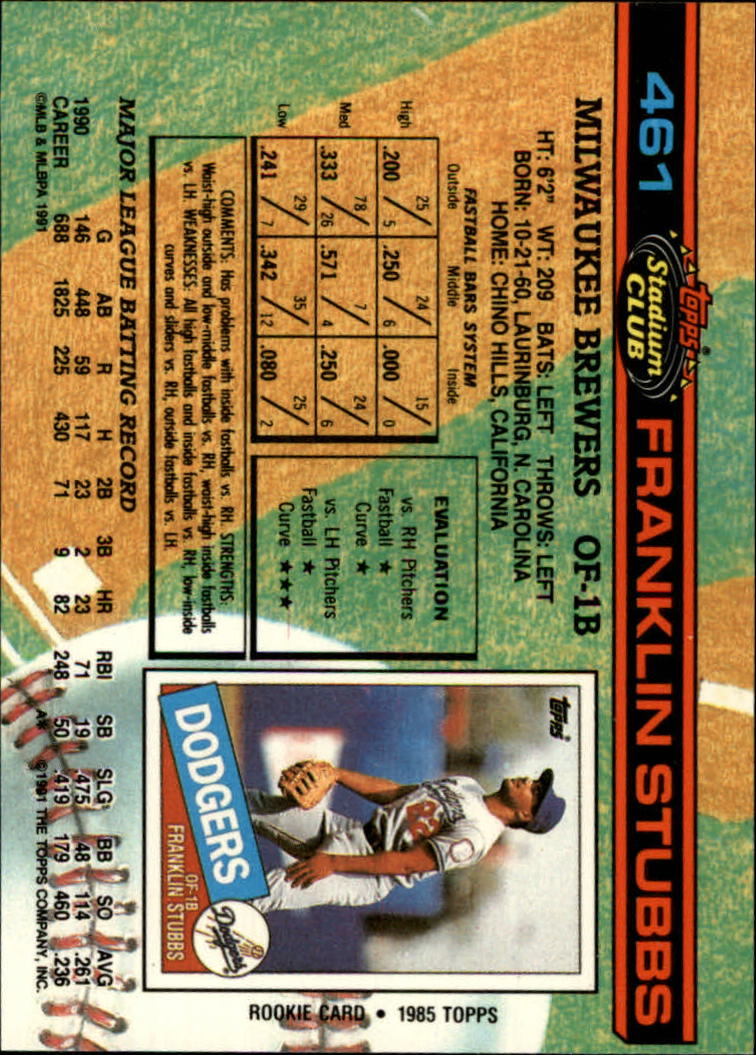 461
TOPPS®
Stadium
CLUB
FRANKLIN STUBBS
MILWAUKEE BREWERS OF-1B
HT: 6'2" WT: 209 BATS: LEFT THROWS: LEFT
BORN: 10-21-60, LAURINBURG, N. CAROLINA
HOME: CHINO HILLS, CALIFORNIA
FASTBALL BARS SYSTEM
Outside Middle Inside
High .200 25/5 .250 24/6 .000 15/0
Med .333 78/26 .571 7/4 .250 24/6
Low .241 29/7 .342 35/12 .080 25/2
EVALUATION
vs. RH Pitchers
Fastball ★
Curve ★
vs. LH Pitchers
Fastball ★
Curve ★★★
COMMENTS: Has problems with inside fastballs vs. RH. STRENGTHS:
Waist-high outside and low-middle fastballs vs. RH, waist-high inside fastballs
vs. LH. WEAKNESSES: All high fastballs and inside fastballs vs. RH, low-inside
curves and sliders vs. RH, outside fastballs vs. LH.
MAJOR LEAGUE BATTING RECORD
G AB R H 2B 3B HR RBI SB SLG BB SO AVG
1990 146 448 59 117 23 2 23 71 19 .475 48 114 .261
CAREER 688 1825 225 430 71 9 82 248 50 .419 179 460 .236
©MLB & MLBPA 1991 A* ©1991 THE TOPPS COMPANY, INC.
TOPPS
DODGERS
OF-1B
FRANKLIN STUBBS
Dodgers
ROOKIE CARD • 1985 TOPPS